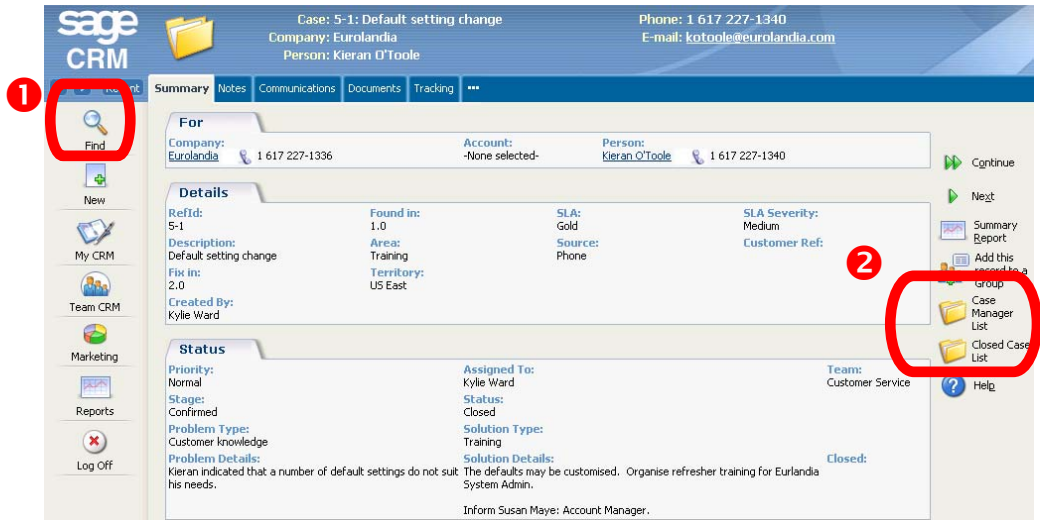 sage
CRM
Case: 5-1: Default setting change
Company: Eurolandia
Person: Kieran O'Toole
Phone: 1 617 227-1340
E-mail: kotoole@eurolandia.com
1
Summary Notes Communications Documents Tracking •••
Find
New
My CRM
Team CRM
Marketing
Reports
Log Off
For
Company: Account: Person:
Eurolandia 1 617 227-1336 -None selected- Kieran O'Toole 1 617 227-1340
Details
RefId: Found in: SLA: SLA Severity:
5-1 1.0 Gold Medium
Description: Area: Source: Customer Ref:
Default setting change Training Phone
Fix in: Territory:
2.0 US East
Created By:
Kylie Ward
Status
Priority: Assigned To: Team:
Normal Kylie Ward Customer Service
Stage: Status:
Confirmed Closed
Problem Type: Solution Type:
Customer knowledge Training
Problem Details: Solution Details: Closed:
Kieran indicated that a number of default settings do not suit The defaults may be customised. Organise refresher training for Eurlandia
his needs. System Admin.
Inform Susan Maye: Account Manager.
Continue
Next
Summary
Report
2
Add this
record to a
Group
Case
Manager
List
Closed Case
List
Help